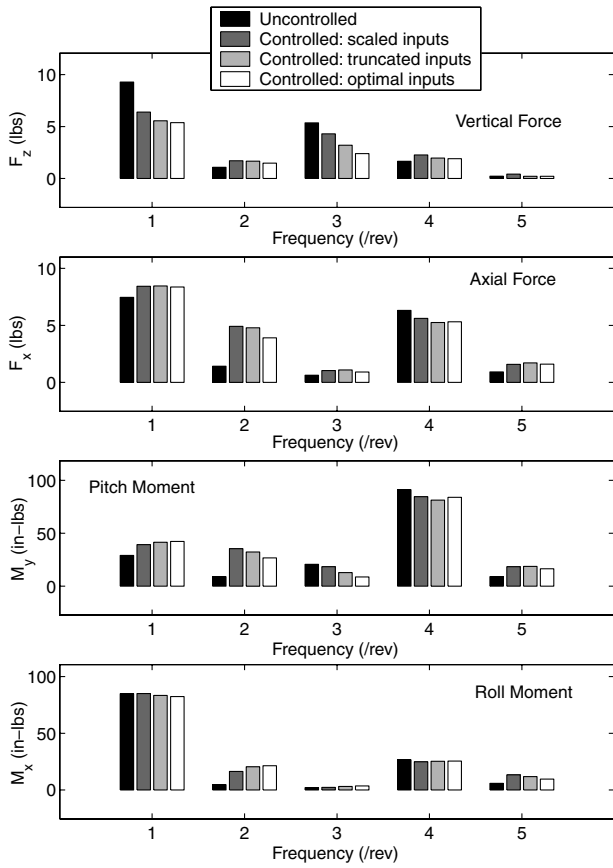 Uncontrolled
Controlled: scaled inputs
Controlled: truncated inputs
Controlled: optimal inputs
10
5
0
F_z (lbs)
Vertical Force
1 2 3 4 5
Frequency (/rev)
10
5
0
F_x (lbs)
Axial Force
1 2 3 4 5
Frequency (/rev)
100
50
0
M_y (in−lbs)
Pitch Moment
1 2 3 4 5
Frequency (/rev)
100
50
0
M_x (in−lbs)
Roll Moment
1 2 3 4 5
Frequency (/rev)